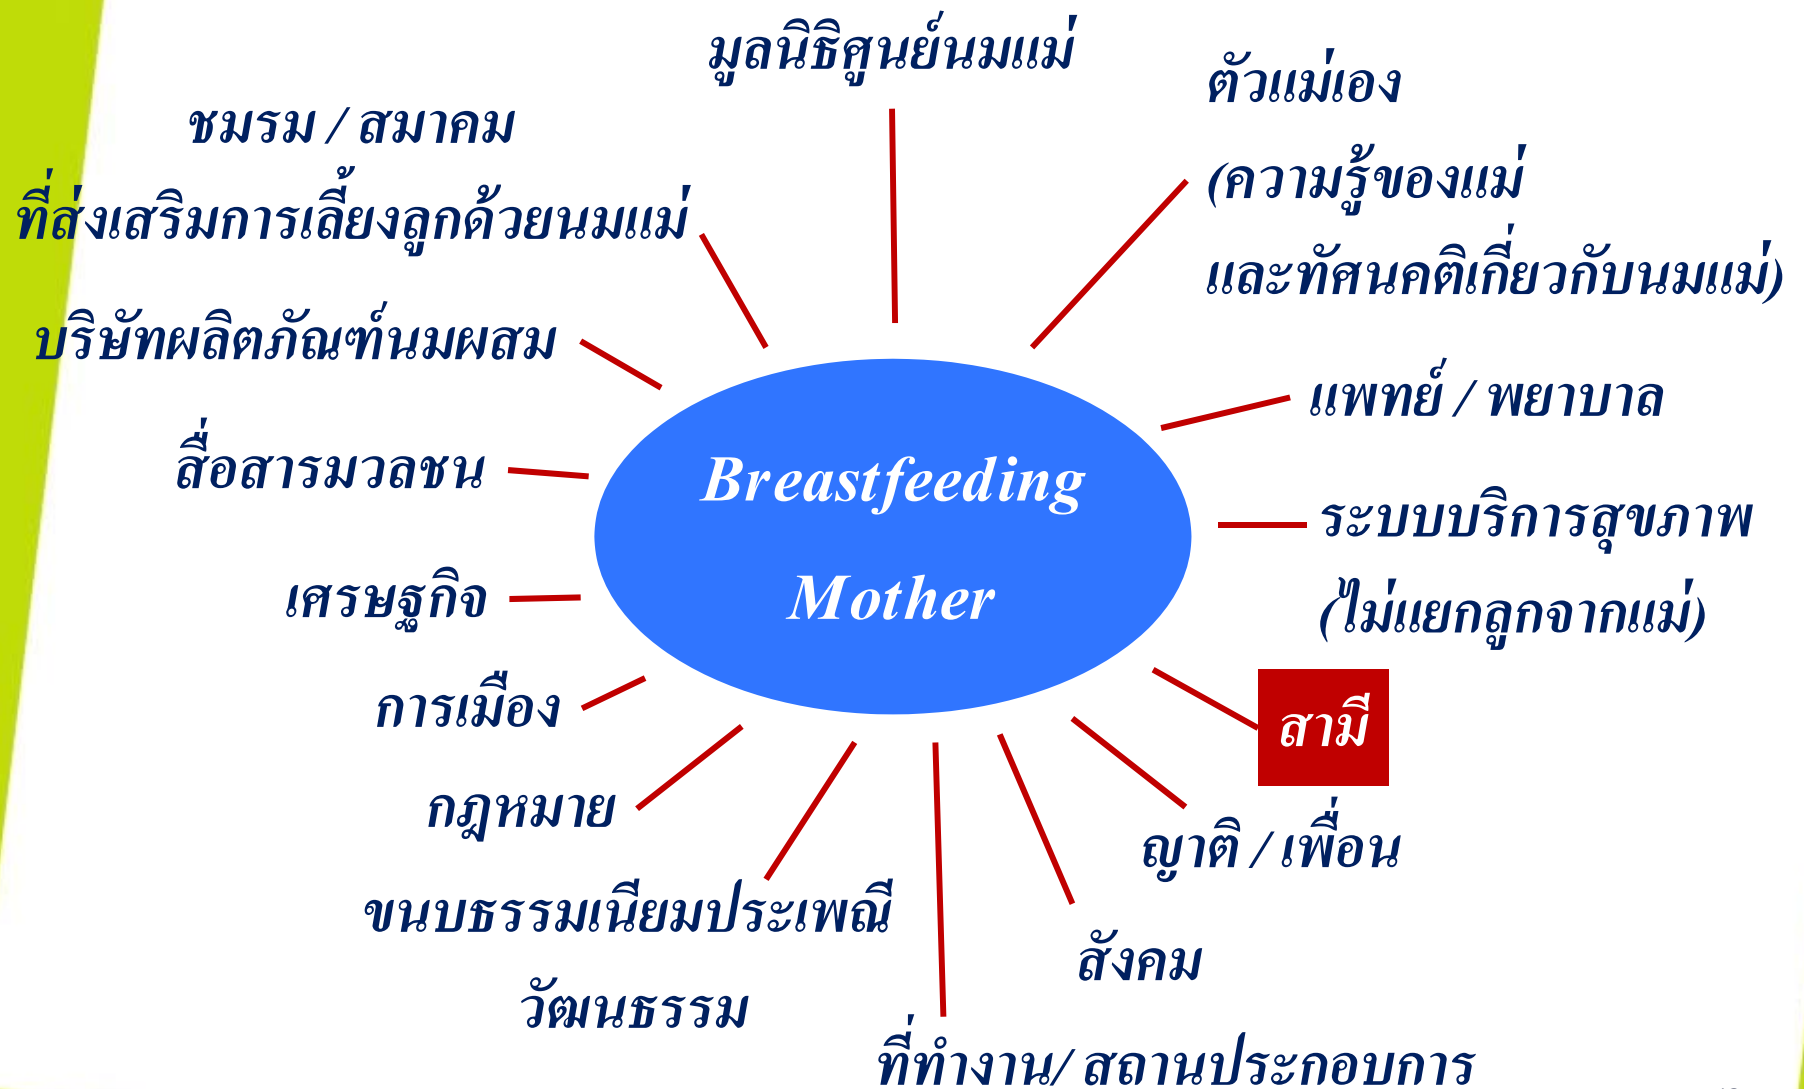 มูลนิธิศูนย์นมแม่
ตัวแม่เอง
(ความรู้ของแม่
และทัศนคติเกี่ยวกับนมแม่)
ชมรม / สมาคม
ที่ส่งเสริมการเลี้ยงลูกด้วยนมแม่
บริษัทผลิตภัณฑ์นมผสม
แพทย์ / พยาบาล
สื่อสารมวลชน
Breastfeeding
Mother
ระบบบริการสุขภาพ
(ไม่แยกลูกจากแม่)
เศรษฐกิจ
การเมือง
สามี
กฎหมาย
ญาติ / เพื่อน
ขนบธรรมเนียมประเพณี
วัฒนธรรม
สังคม
ที่ทำงาน/ สถานประกอบการ